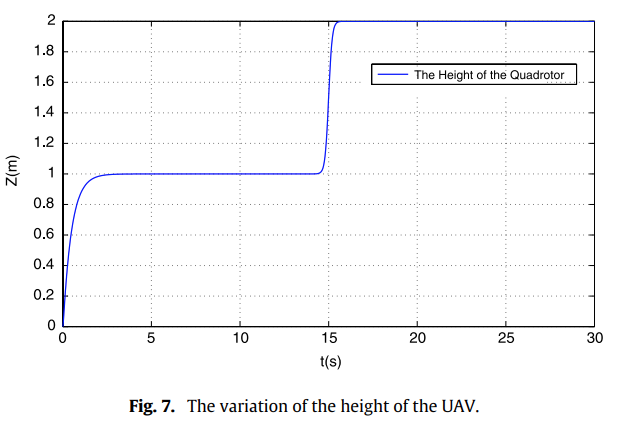 2
1.8
1.6
1.4
1.2
1
0.8
0.6
0.4
0.2
0
Z(m)
The Height of the Quadrotor
0 5 10 15 20 25 30
t(s)
Fig. 7. The variation of the height of the UAV.